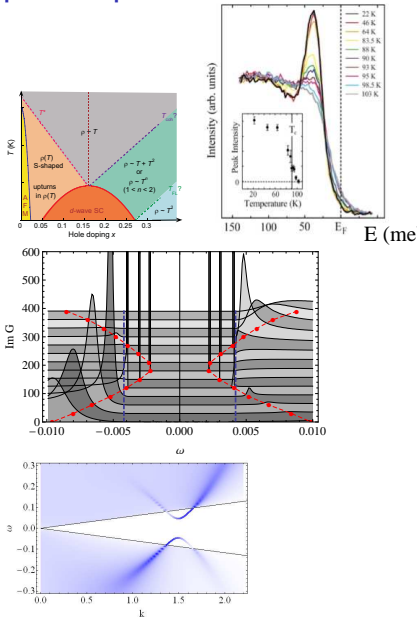 22 K
46 K
64 K
83.5 K
88 K
90 K
93 K
95 K
98.5 K
103 K
Intensity (arb. units)
Peak Intensity
T
20 40 60 80 100
Temperature (K)
150 100 50 E_F
E (me
T (K)
T*
ρ ~ T
ρ(T)
S-shaped
ρ ~ T + T²
or
ρ ~ Tⁿ
(1 < n < 2)
upturns
in ρ(T)
A
F
M
d-wave SC
ρ ~ T²
0 0.05 0.1 0.15 0.2 0.25 0.3
Hole doping x
Im G
600
500
400
300
200
100
0
−0.010 −0.005 0.000 0.005 0.010
ω
ω
0.3
0.2
0.1
0.0
−0.1
−0.2
−0.3
0.0 0.5 1.0 1.5 2.0
k